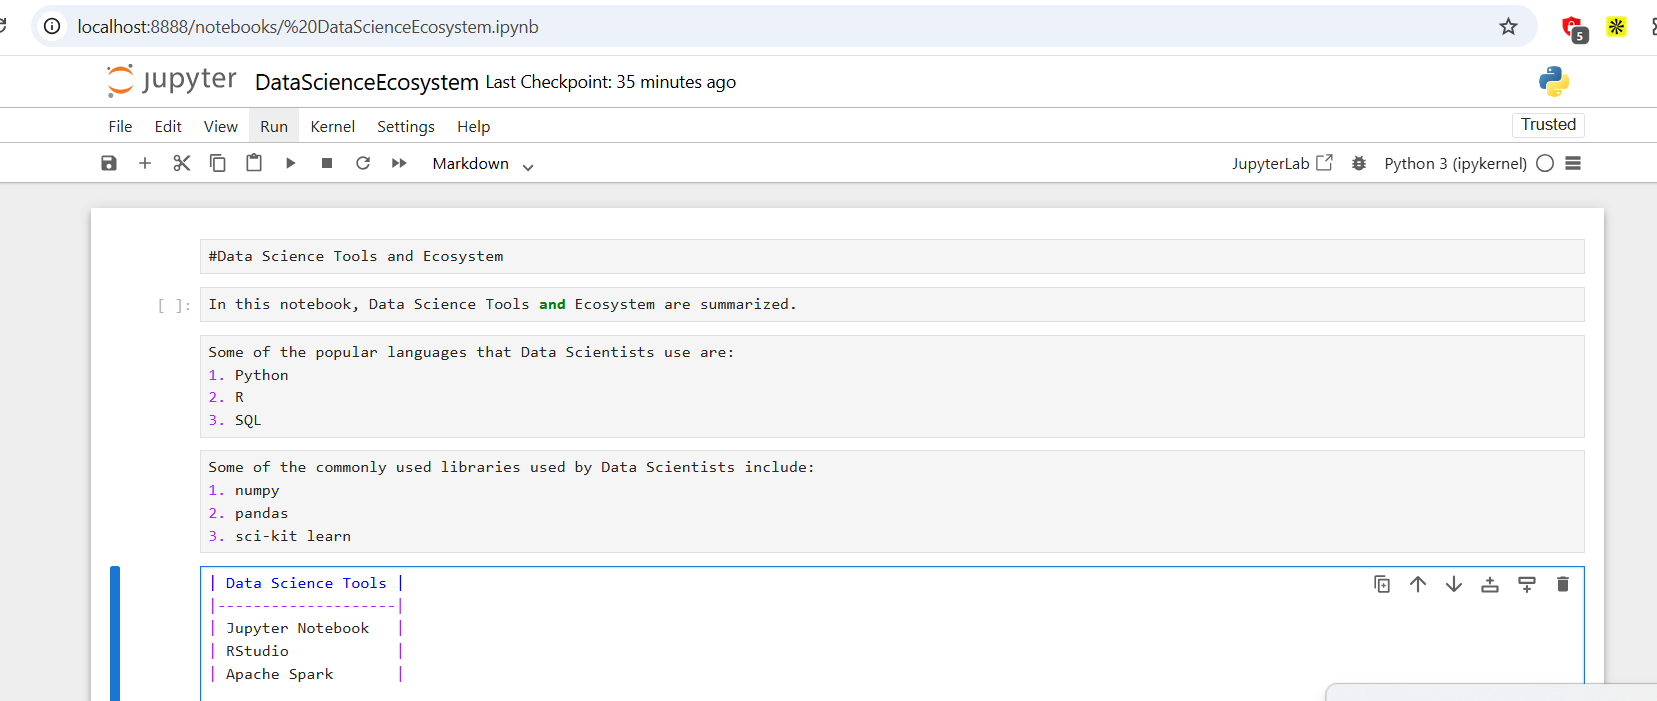 localhost:8888/notebooks/%20DataScienceEcosystem.ipynb
5
jupyter DataScienceEcosystem Last Checkpoint: 35 minutes ago
File Edit View Run Kernel Settings Help
Trusted
Markdown
JupyterLab Python 3 (ipykernel)
#Data Science Tools and Ecosystem
[ ]: In this notebook, Data Science Tools and Ecosystem are summarized.
Some of the popular languages that Data Scientists use are:
1. Python
2. R
3. SQL
Some of the commonly used libraries used by Data Scientists include:
1. numpy
2. pandas
3. sci-kit learn
| Data Science Tools |
|--------------------|
| Jupyter Notebook |
| RStudio |
| Apache Spark |